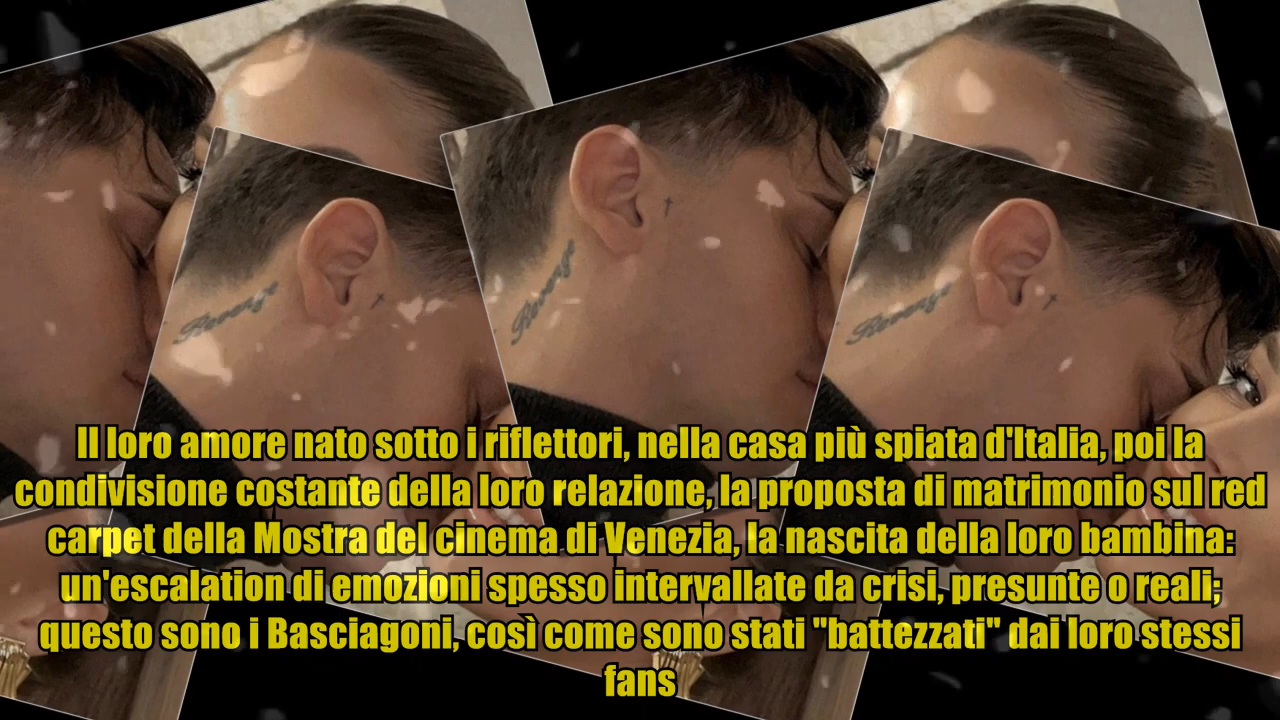 Il loro amore nato sotto i riflettori, nella casa più spiata d'Italia, poi la
condivisione costante della loro relazione, la proposta di matrimonio sul red
carpet della Mostra del cinema di Venezia, la nascita della loro bambina:
un'escalation di emozioni spesso intervallate da crisi, presunte o reali;
questo sono i Basciagoni, così come sono stati "battezzati" dai loro stessi
fans
Revenge
Revenge
Revenge